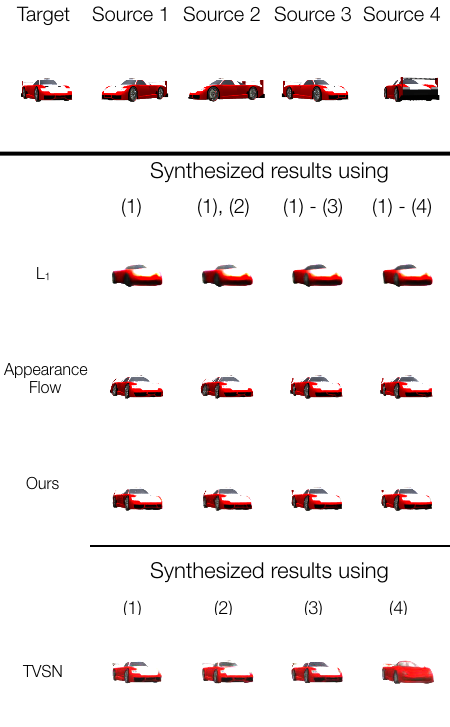 Target Source 1 Source 2 Source 3 Source 4
Synthesized results using
(1) (1), (2) (1) - (3) (1) - (4)
L₁
Appearance
Flow
Ours
Synthesized results using
(1) (2) (3) (4)
TVSN